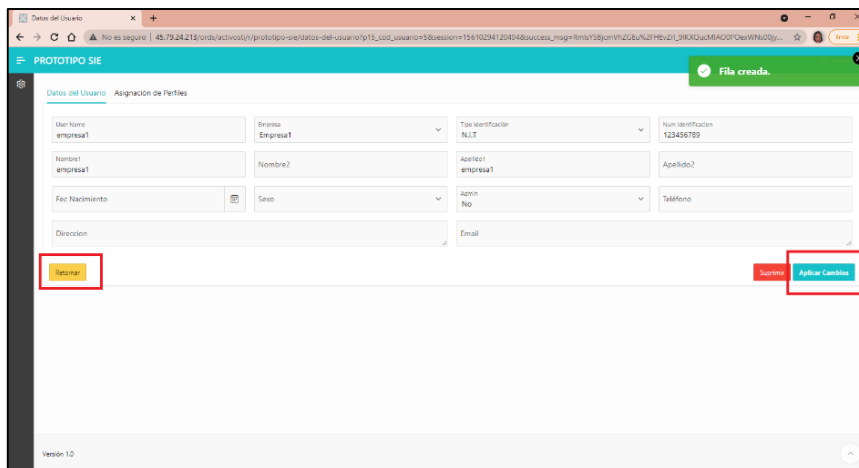 Datos del Usuario
No es seguro | 45.79.24.213/ords/activosti/r/prototipo-sie/datos-del-usuario?p15_cod_usuario=58session=15610294120494&success_msg=
Error
PROTOTIPO SIE
Fila creada.
Datos del Usuario Asignación de Perfiles
User Name Empresa Tipo Identificación Num Identificacion
empresa1 Empresa1 N.I.T 123456789
Nombre1 Apellido1
empresa1 Nombre2 empresa1 Apellido2
Fec Nacimiento Sexo Admin Teléfono
No
Direccion Email
Retornar Suprimir Aplicar Cambios
Versión 1.0